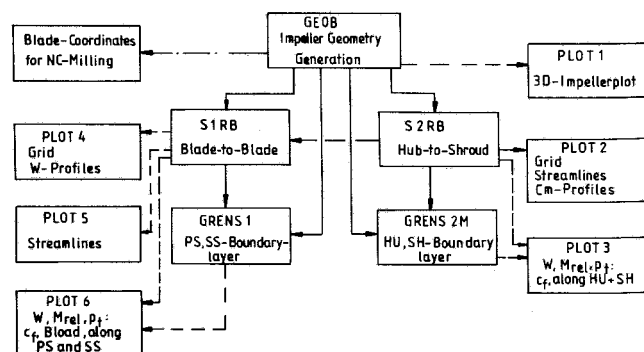 GEOB
Impeller Geometry
Generation
Blade-Coordinates
for NC-Milling
PLOT 1
3D-Impellerplot
S1RB
Blade-to-Blade
S2RB
Hub-to-Shroud
PLOT 4
Grid
W-Profiles
PLOT 2
Grid
Streamlines
Cm-Profiles
PLOT 5
Streamlines
GRENS 1
PS,SS-Boundary-
layer
GRENS 2M
HU,SH-Boundary
layer
PLOT 3
W, Mrel, pt:
cf, along HU+SH
PLOT 6
W, Mrel, pt:
cf, Bload, along
PS and SS